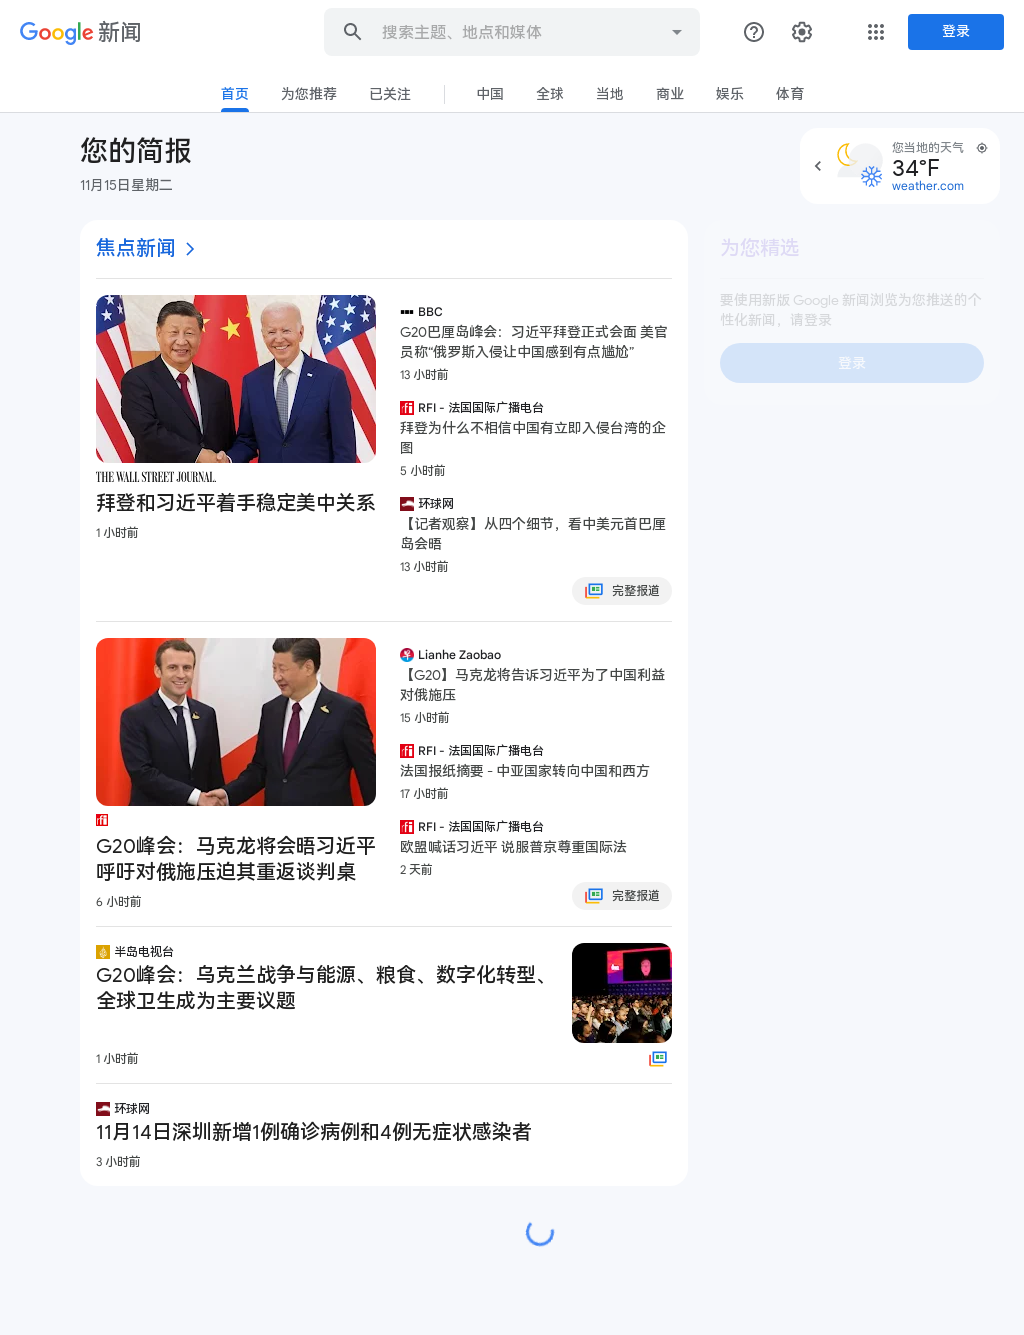 Google 新闻
搜索主题、地点和媒体
登录
首页
为您推荐
已关注
中国
全球
当地
商业
娱乐
体育
您的简报
11月15日星期二
您当地的天气
34°F
weather.com
焦点新闻
THE WALL STREET JOURNAL.
拜登和习近平着手稳定美中关系
1 小时前
BBC
G20巴厘岛峰会：习近平拜登正式会面 美官
员称“俄罗斯入侵让中国感到有点尴尬”
13 小时前
RFI - 法国国际广播电台
拜登为什么不相信中国有立即入侵台湾的企
图
5 小时前
环球网
【记者观察】从四个细节，看中美元首巴厘
岛会晤
13 小时前
完整报道
G20峰会：马克龙将会晤习近平
呼吁对俄施压迫其重返谈判桌
6 小时前
Lianhe Zaobao
【G20】马克龙将告诉习近平为了中国利益
对俄施压
15 小时前
RFI - 法国国际广播电台
法国报纸摘要 - 中亚国家转向中国和西方
17 小时前
RFI - 法国国际广播电台
欧盟喊话习近平 说服普京尊重国际法
2 天前
完整报道
半岛电视台
G20峰会：乌克兰战争与能源、粮食、数字化转型、
全球卫生成为主要议题
1 小时前
环球网
11月14日深圳新增1例确诊病例和4例无症状感染者
3 小时前
为您精选
要使用新版 Google 新闻浏览为您推送的个
性化新闻，请登录
登录